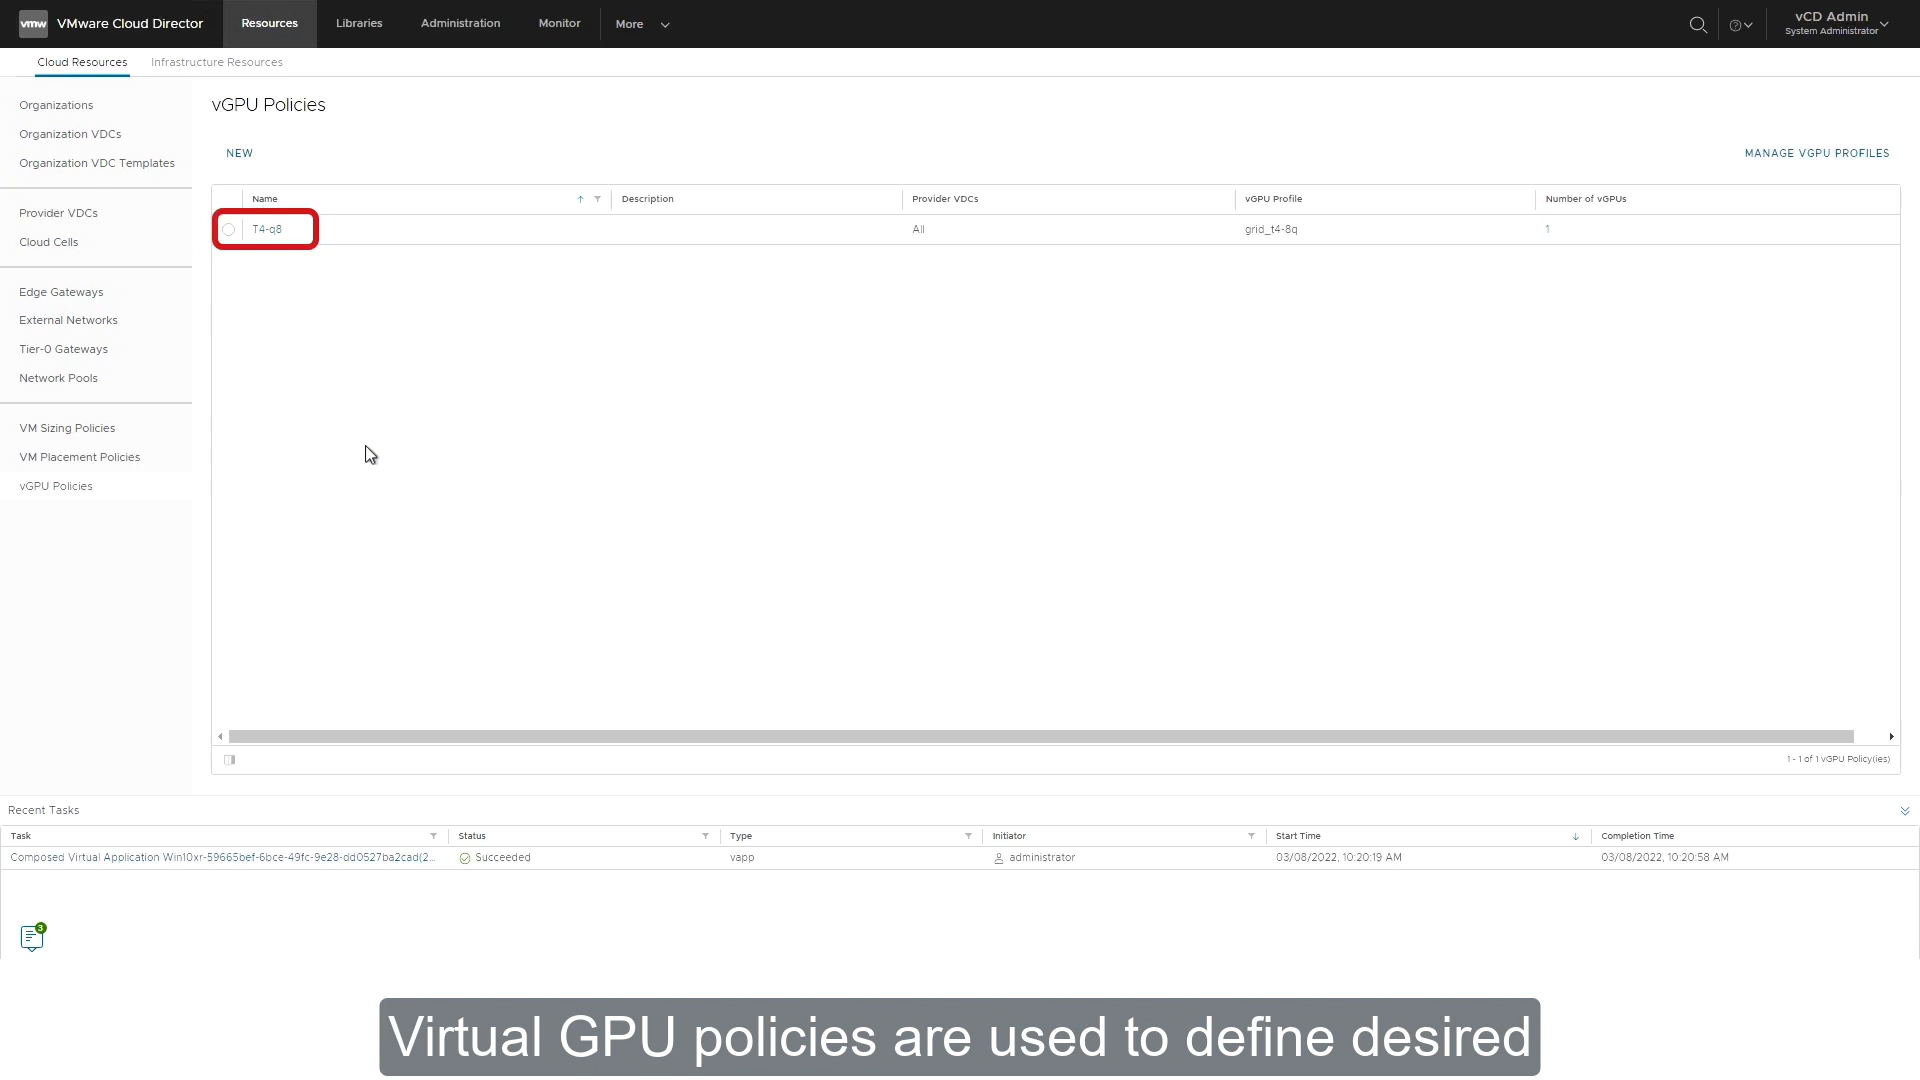 vmw VMware Cloud Director Resources Libraries Administration Monitor More vCD Admin
System Administrator
Cloud Resources Infrastructure Resources
Organizations
Organization VDCs
Organization VDC Templates
Provider VDCs
Cloud Cells
Edge Gateways
External Networks
Tier-0 Gateways
Network Pools
VM Sizing Policies
VM Placement Policies
vGPU Policies
vGPU Policies
NEW MANAGE VGPU PROFILES
Name Description Provider VDCs vGPU Profile Number of vGPUs
T4-q8 All grid_t4-8q 1
1 - 1 of 1 vGPU Policy(ies)
Recent Tasks
Task Status Type Initiator Start Time Completion Time
Composed Virtual Application Win10xr-59665bef-6bce-49fc-9e28-dd0527ba2cad(2... Succeeded vapp administrator 03/08/2022, 10:20:19 AM 03/08/2022, 10:20:58 AM
3
Virtual GPU policies are used to define desired